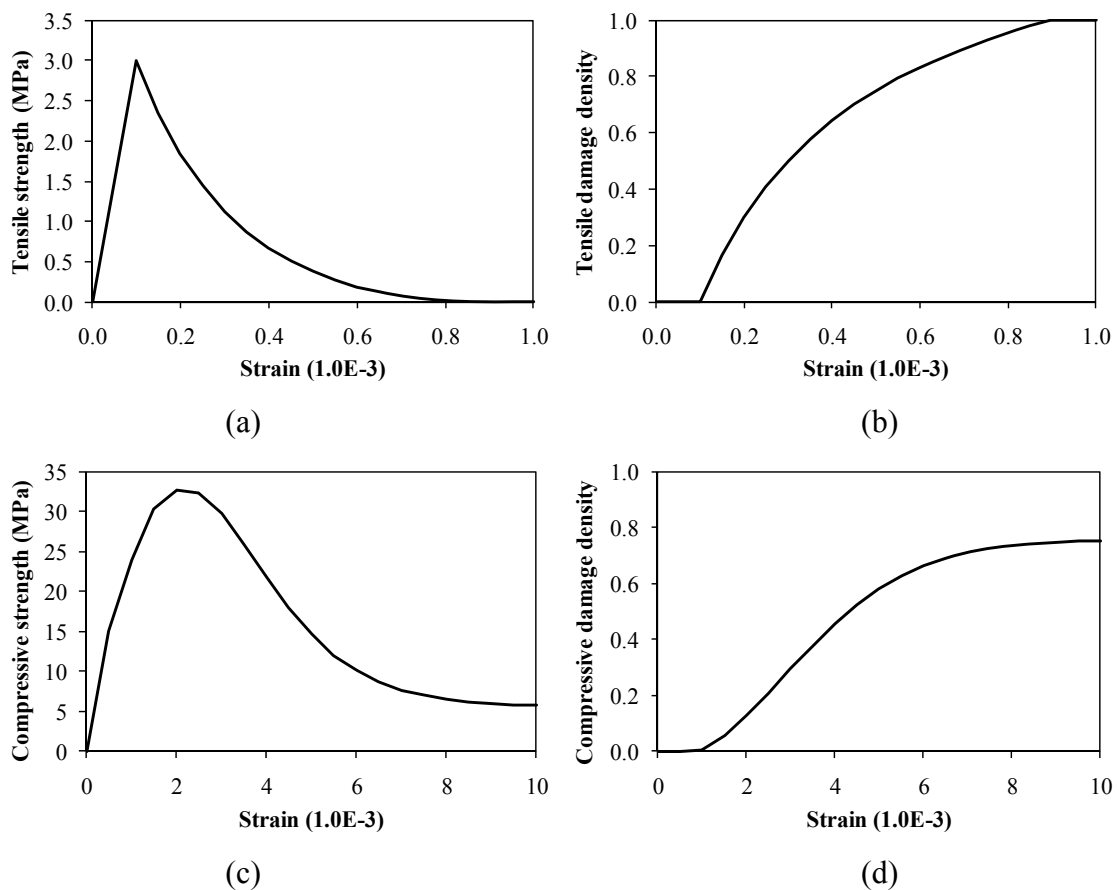 Tensile strength (MPa)
3.5
3.0
2.5
2.0
1.5
1.0
0.5
0.0
0.0 0.2 0.4 0.6 0.8 1.0
Strain (1.0E-3)
(a)
Tensile damage density
1.0
0.8
0.6
0.4
0.2
0.0
0.0 0.2 0.4 0.6 0.8 1.0
Strain (1.0E-3)
(b)
Compressive strength (MPa)
35
30
25
20
15
10
5
0
0 2 4 6 8 10
Strain (1.0E-3)
(c)
Compressive damage density
1.0
0.8
0.6
0.4
0.2
0.0
0 2 4 6 8 10
Strain (1.0E-3)
(d)